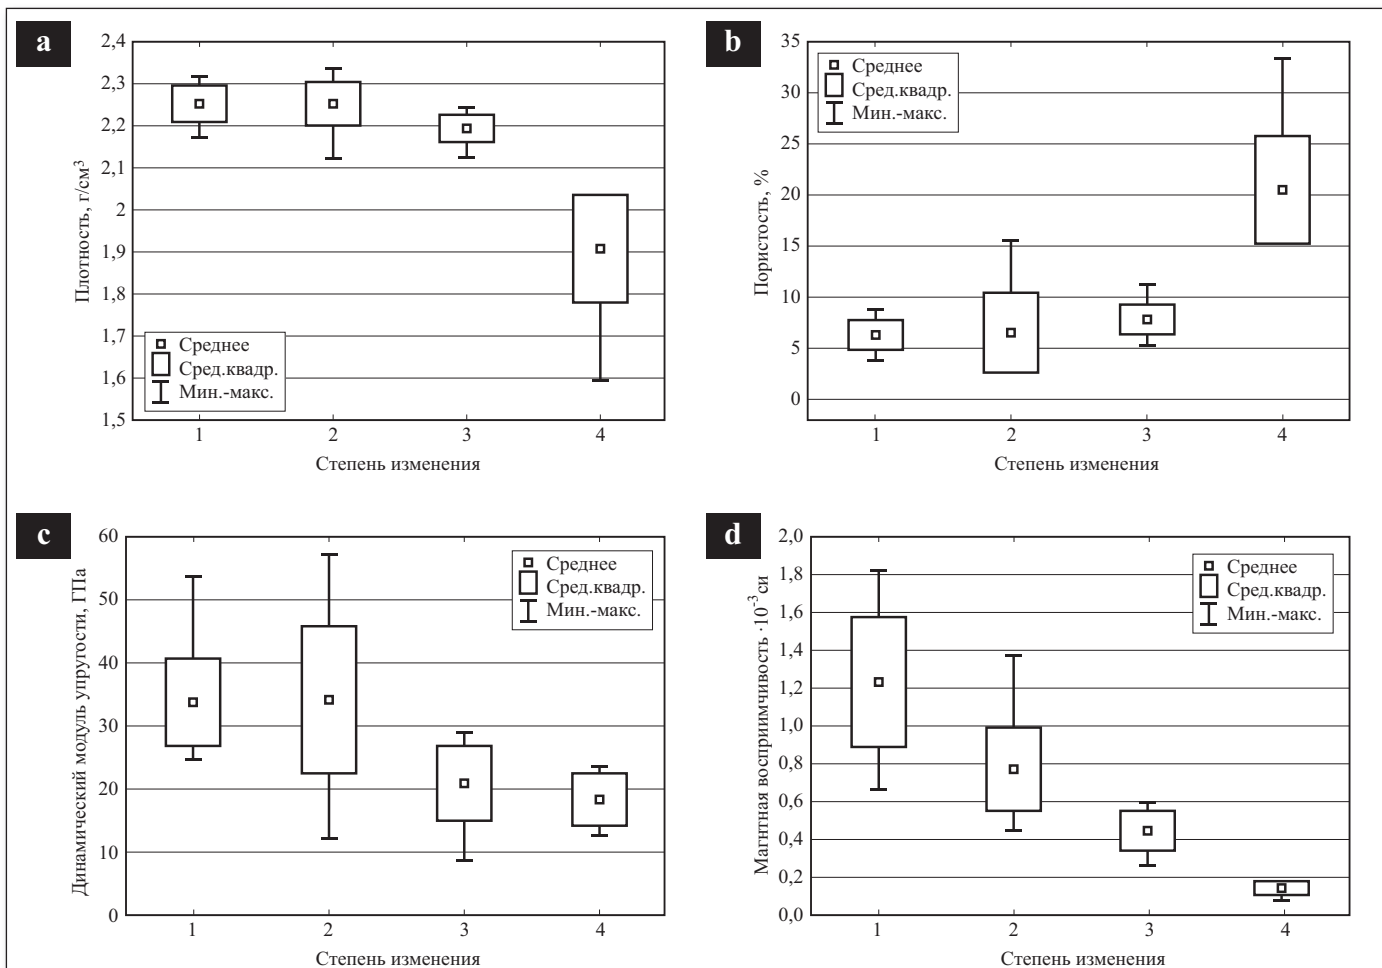 a
2,4
2,3
2,2
2,1
2
1,9
1,8
1,7
1,6
1,5
Плотность, г/см³
Среднее
Сред.квадр.
Мин.-макс.
1 2 3 4
Степень изменения
b
35
30
25
20
15
10
5
0
Пористость, %
Среднее
Сред.квадр.
Мин.-макс.
1 2 3 4
Степень изменения
c
60
50
40
30
20
10
0
Динамический модуль упругости, ГПа
Среднее
Сред.квадр.
Мин.-макс.
1 2 3 4
Степень изменения
d
2,0
1,8
1,6
1,4
1,2
1,0
0,8
0,6
0,4
0,2
0,0
Магнтная восприимчивость ·10⁻³си
Среднее
Сред.квадр.
Мин.-макс.
1 2 3 4
Степень изменения